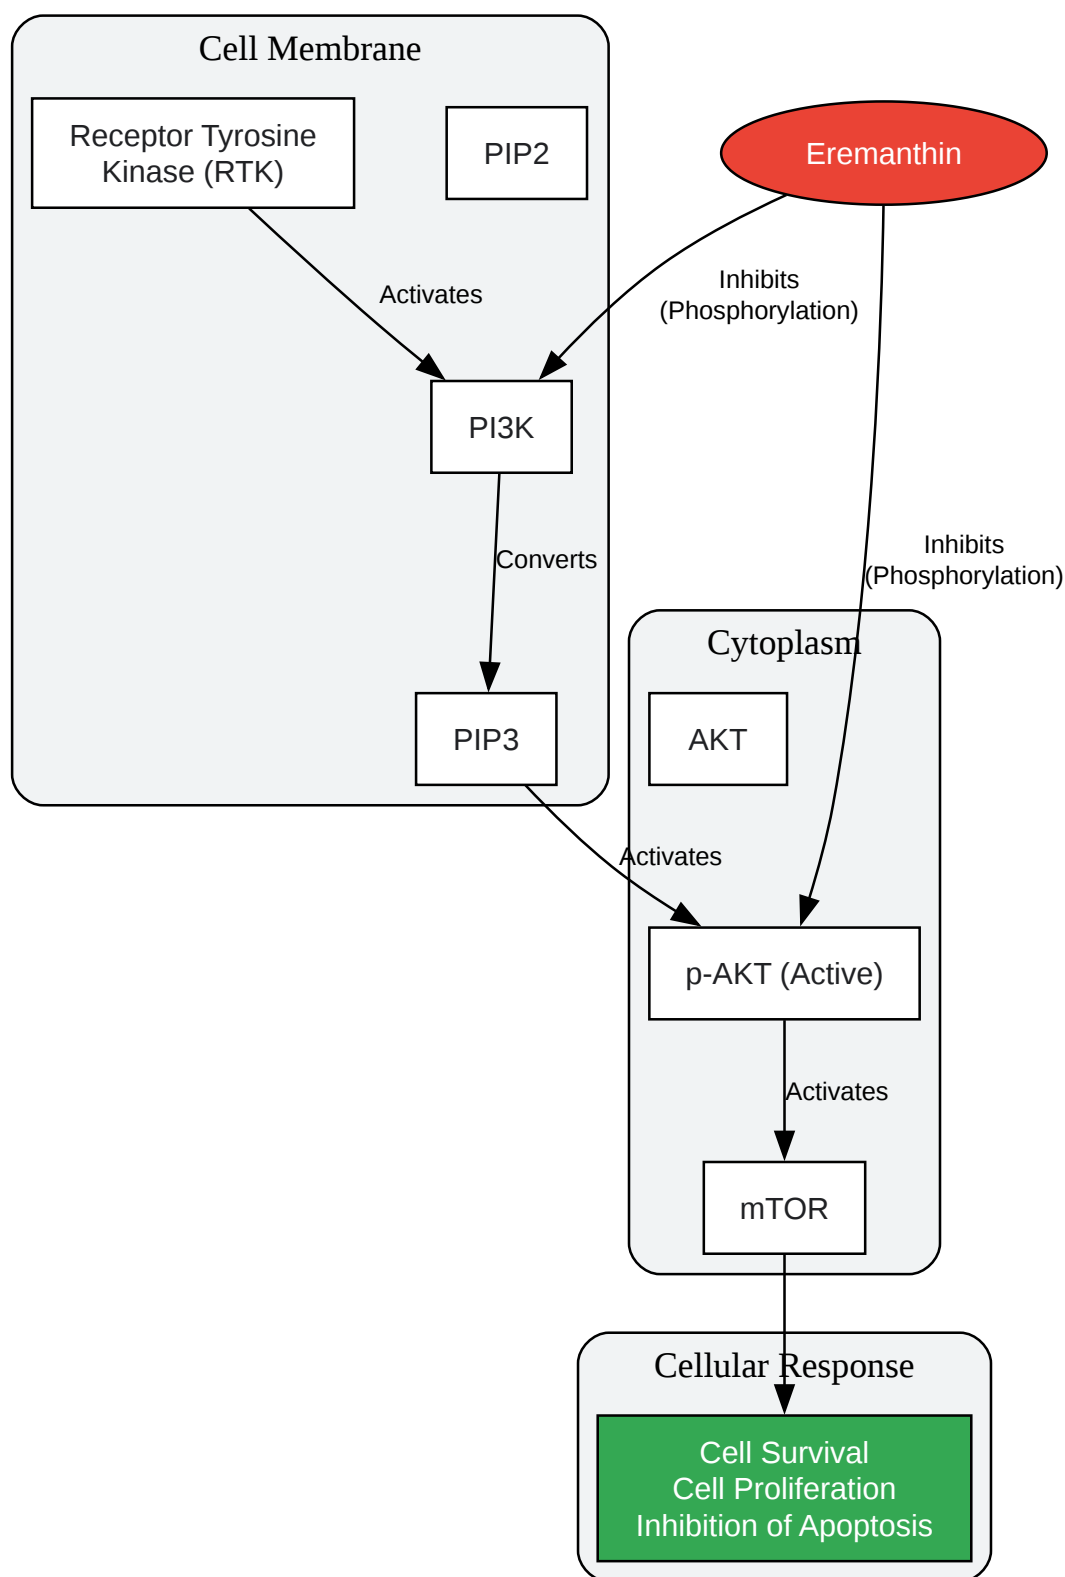 Cell Membrane
Receptor Tyrosine
Kinase (RTK)
PIP2
Eremanthin
Activates
Inhibits
(Phosphorylation)
PI3K
Converts
Inhibits
(Phosphorylation)
Cytoplasm
PIP3
AKT
Activates
p-AKT (Active)
Activates
mTOR
Cellular Response
Cell Survival
Cell Proliferation
Inhibition of Apoptosis